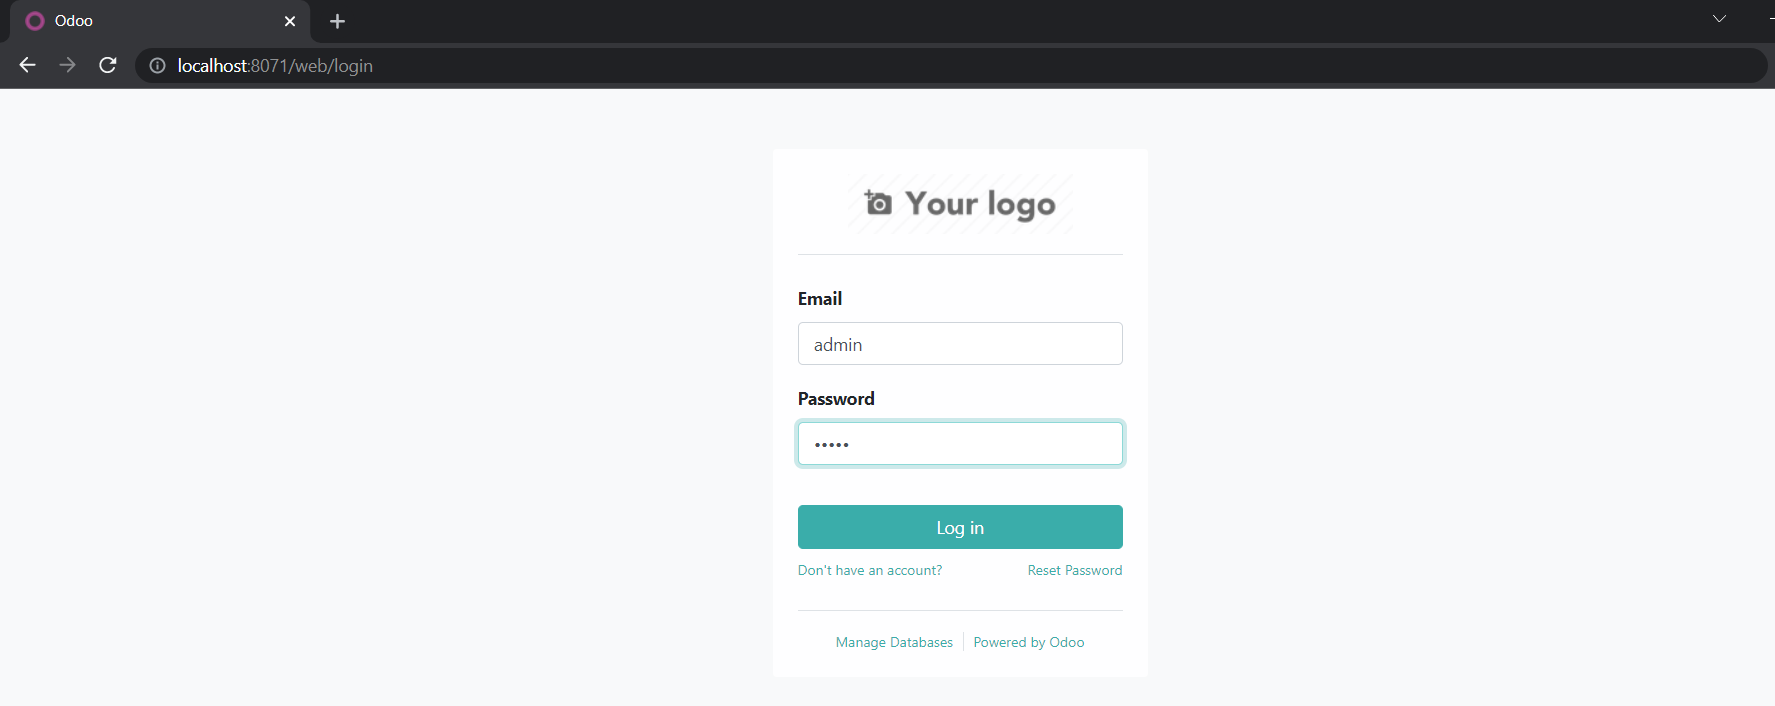 Odoo
localhost:8071/web/login
Your logo
Email
admin
Password
•••••
Log in
Don't have an account? Reset Password
Manage Databases Powered by Odoo